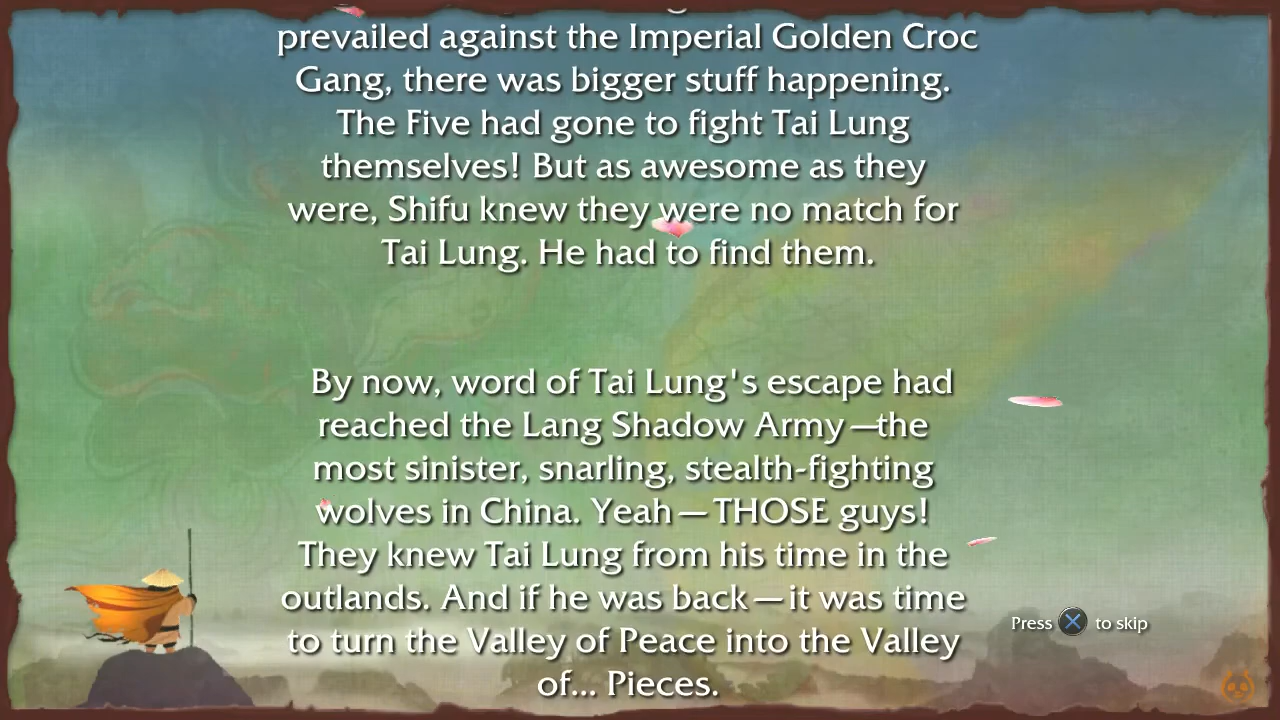 prevailed against the Imperial Golden Croc
Gang, there was bigger stuff happening.
The Five had gone to fight Tai Lung
themselves! But as awesome as they
were, Shifu knew they were no match for
Tai Lung. He had to find them.
By now, word of Tai Lung's escape had
reached the Lang Shadow Army—the
most sinister, snarling, stealth-fighting
wolves in China. Yeah—THOSE guys!
They knew Tai Lung from his time in the
outlands. And if he was back—it was time
to turn the Valley of Peace into the Valley
of... Pieces.
Press to skip